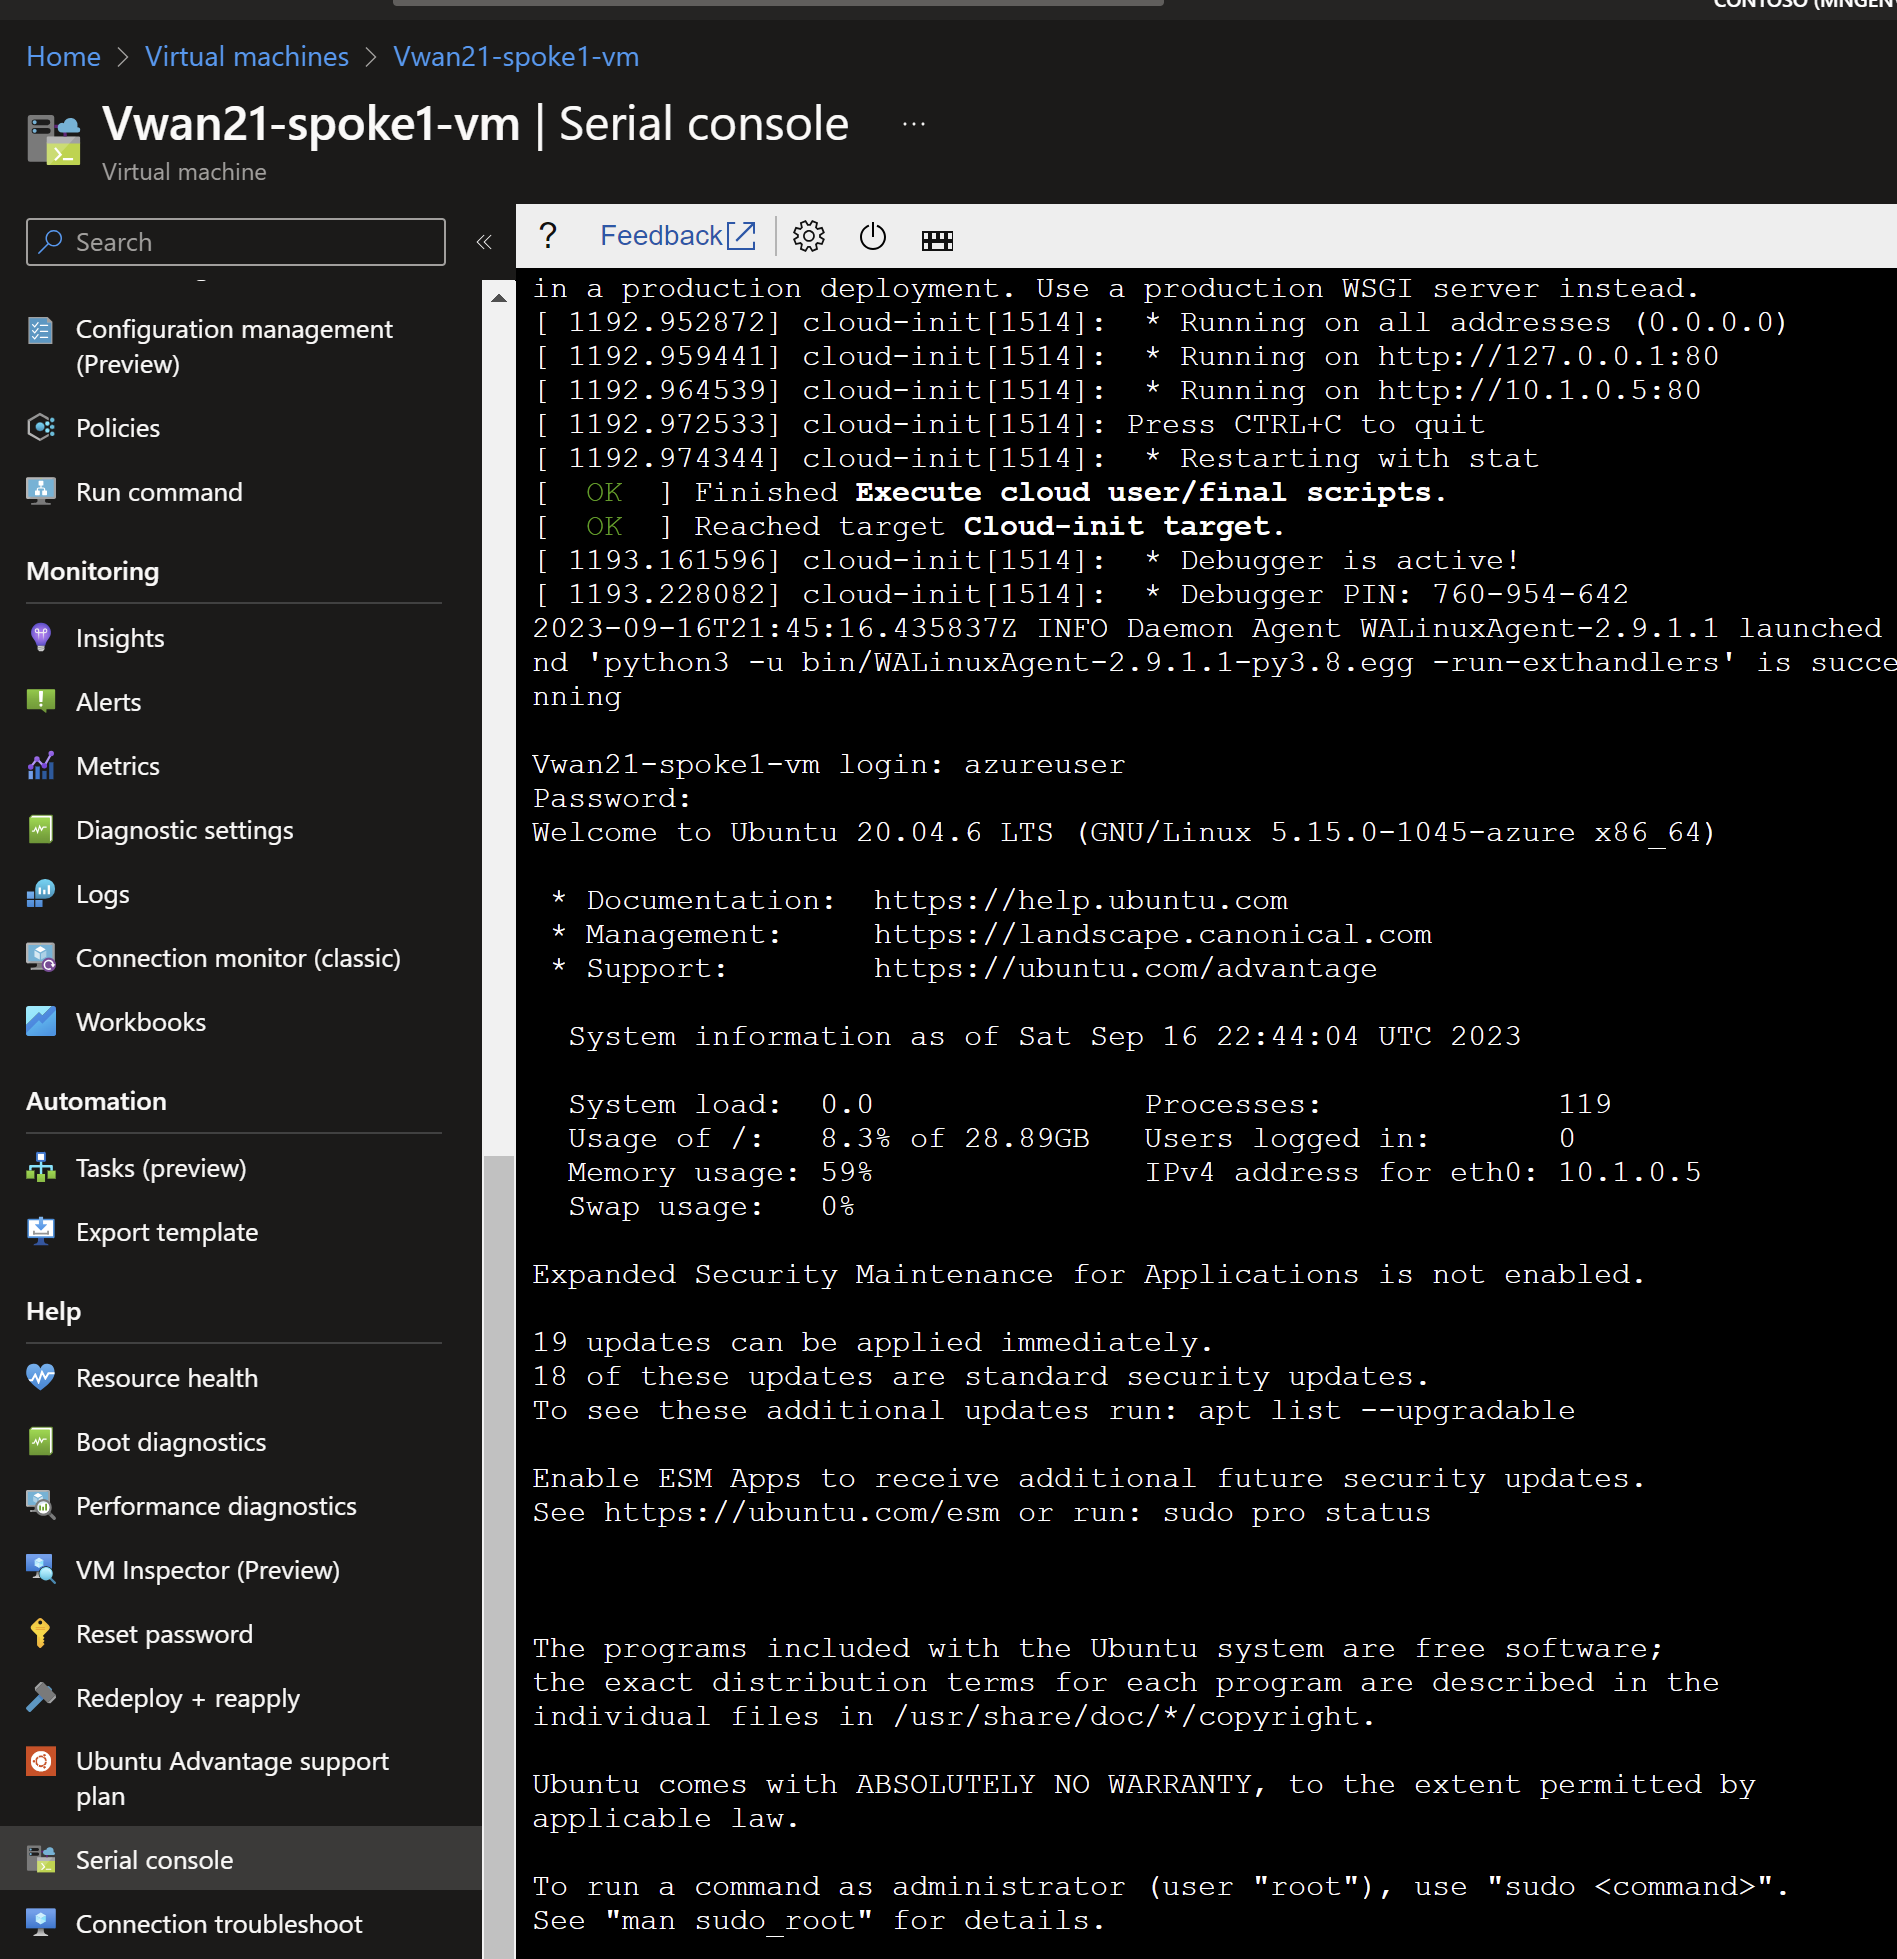 CONTOSO (MNGEN
Home > Virtual machines > Vwan21-spoke1-vm
Vwan21-spoke1-vm | Serial console ...
Virtual machine
Search
«
Configuration management
(Preview)
Policies
Run command
Monitoring
Insights
Alerts
Metrics
Diagnostic settings
Logs
Connection monitor (classic)
Workbooks
Automation
Tasks (preview)
Export template
Help
Resource health
Boot diagnostics
Performance diagnostics
VM Inspector (Preview)
Reset password
Redeploy + reapply
Ubuntu Advantage support
plan
Serial console
Connection troubleshoot
? Feedback
in a production deployment. Use a production WSGI server instead.
[ 1192.952872] cloud-init[1514]:  * Running on all addresses (0.0.0.0)
[ 1192.959441] cloud-init[1514]:  * Running on http://127.0.0.1:80
[ 1192.964539] cloud-init[1514]:  * Running on http://10.1.0.5:80
[ 1192.972533] cloud-init[1514]: Press CTRL+C to quit
[ 1192.974344] cloud-init[1514]:  * Restarting with stat
[  OK  ] Finished Execute cloud user/final scripts.
[  OK  ] Reached target Cloud-init target.
[ 1193.161596] cloud-init[1514]:  * Debugger is active!
[ 1193.228082] cloud-init[1514]:  * Debugger PIN: 760-954-642
2023-09-16T21:45:16.435837Z INFO Daemon Agent WALinuxAgent-2.9.1.1 launched
nd 'python3 -u bin/WALinuxAgent-2.9.1.1-py3.8.egg -run-exthandlers' is succe
nning
Vwan21-spoke1-vm login: azureuser
Password:
Welcome to Ubuntu 20.04.6 LTS (GNU/Linux 5.15.0-1045-azure x86_64)
 * Documentation:  https://help.ubuntu.com
 * Management:     https://landscape.canonical.com
 * Support:        https://ubuntu.com/advantage
  System information as of Sat Sep 16 22:44:04 UTC 2023
  System load:  0.0               Processes:             119
  Usage of /:   8.3% of 28.89GB   Users logged in:       0
  Memory usage: 59%               IPv4 address for eth0: 10.1.0.5
  Swap usage:   0%
Expanded Security Maintenance for Applications is not enabled.
19 updates can be applied immediately.
18 of these updates are standard security updates.
To see these additional updates run: apt list --upgradable
Enable ESM Apps to receive additional future security updates.
See https://ubuntu.com/esm or run: sudo pro status
The programs included with the Ubuntu system are free software;
the exact distribution terms for each program are described in the
individual files in /usr/share/doc/*/copyright.
Ubuntu comes with ABSOLUTELY NO WARRANTY, to the extent permitted by
applicable law.
To run a command as administrator (user "root"), use "sudo <command>".
See "man sudo_root" for details.